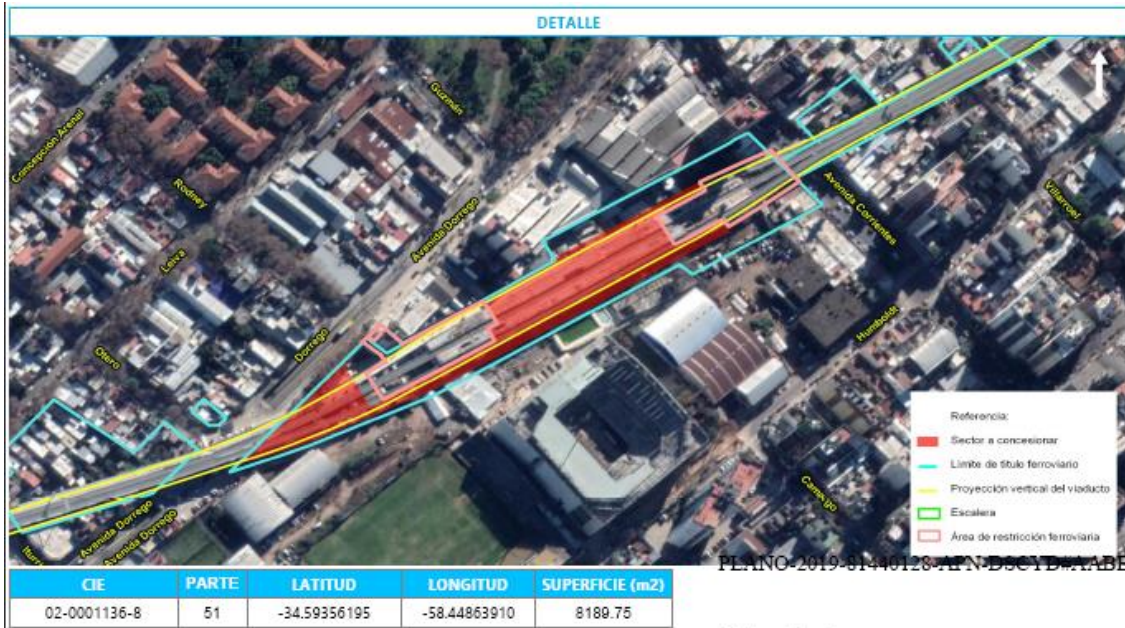 DETALLE
Concepción Arenal
Guzmán
Rodney
Leiva
Avenida Dorrego
Avenida Corrientes
Villarroel
Otero
Dorrego
Humboldt
Camargo
Avenida Dorrego
Avenida Dorrego
Referencia:
Sector a concesionar
Límite de título ferroviario
Proyección vertical del viaducto
Escalera
Área de restricción ferroviaria
PLANO-2019-81440128-APN-DSCYD#AABE
CIE PARTE LATITUD LONGITUD SUPERFICIE (m2)
02-0001136-8 51 -34.59356195 -58.44863910 8189.75